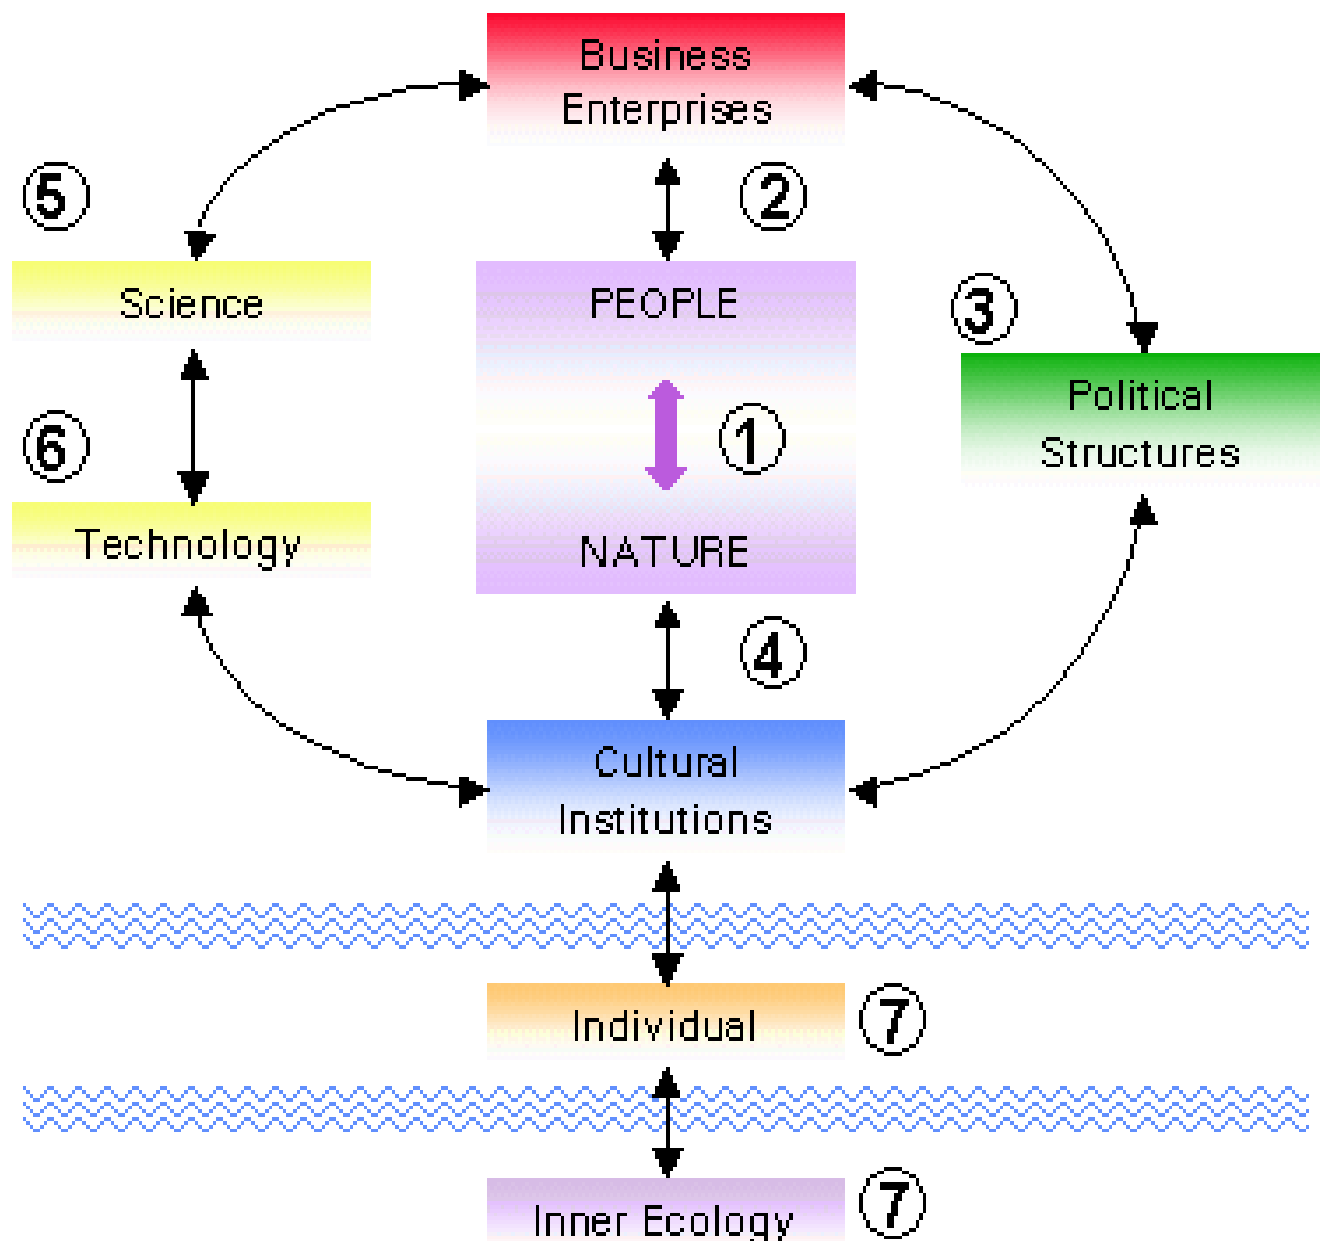 Business
Enterprises
5
2
Science
PEOPLE
3
Political
Structures
1
6
Technology
NATURE
4
Cultural
Institutions
Individual
7
Inner Ecology
7